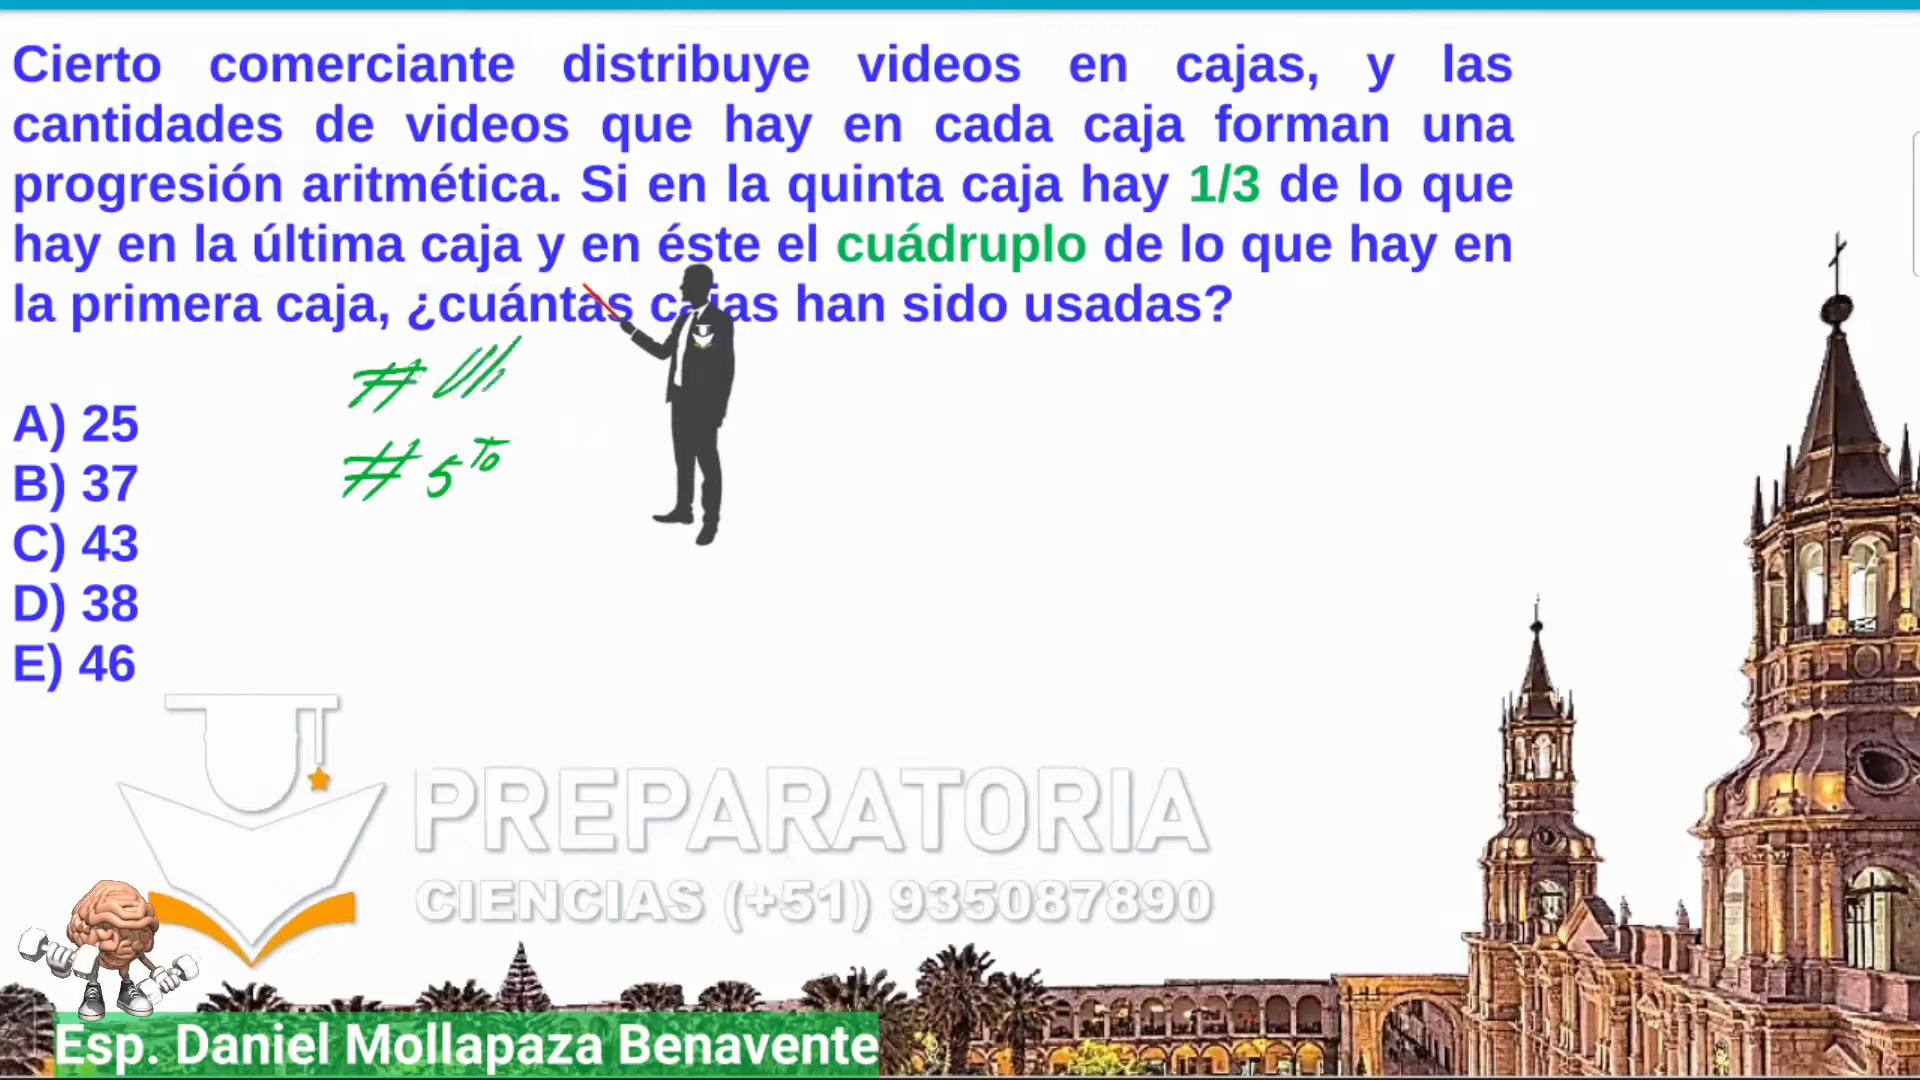 Cierto comerciante distribuye videos en cajas, y las
cantidades de videos que hay en cada caja forman una
progresión aritmética. Si en la quinta caja hay 1/3 de lo que
hay en la última caja y en éste el cuádruplo de lo que hay en
la primera caja, ¿cuántas cajas han sido usadas?
# Ult
# 5to
A) 25
B) 37
C) 43
D) 38
E) 46
PREPARATORIA
CIENCIAS (+51) 935087890
Esp. Daniel Mollapaza Benavente